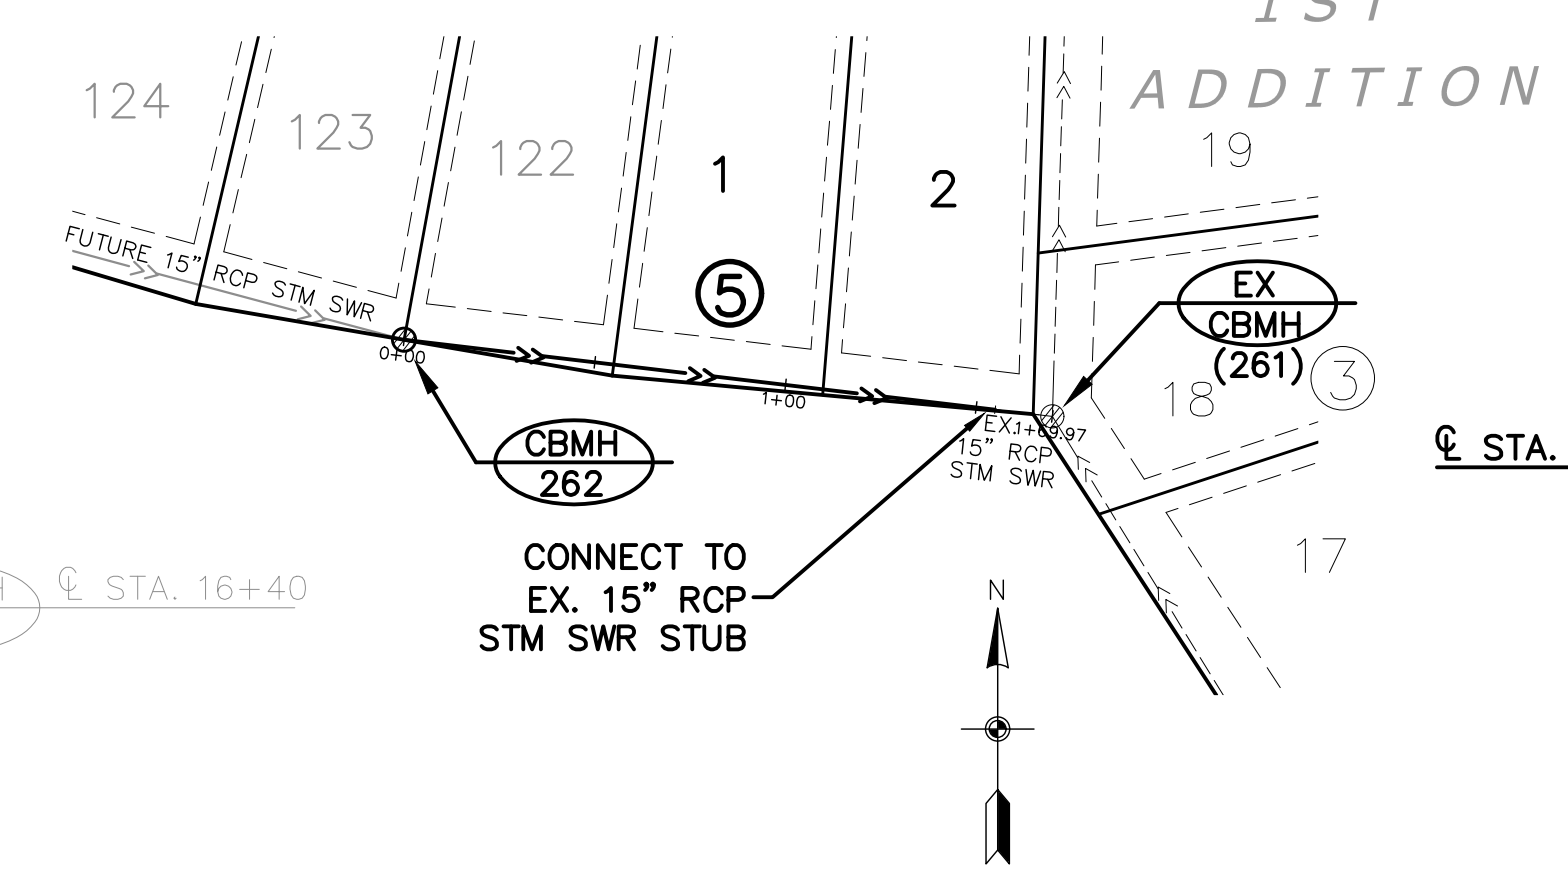 1ST
ADDITION
124
123
122
1
2
19
FUTURE 15” RCP STM SWR
5
EX
CBMH
(261)
0+00
1+00
18
3
EX.
1+69.97
15” RCP
STM SWR
CBMH
262
℄ STA.
CONNECT TO
EX. 15” RCP
STM SWR STUB
17
℄ STA. 16+40
N